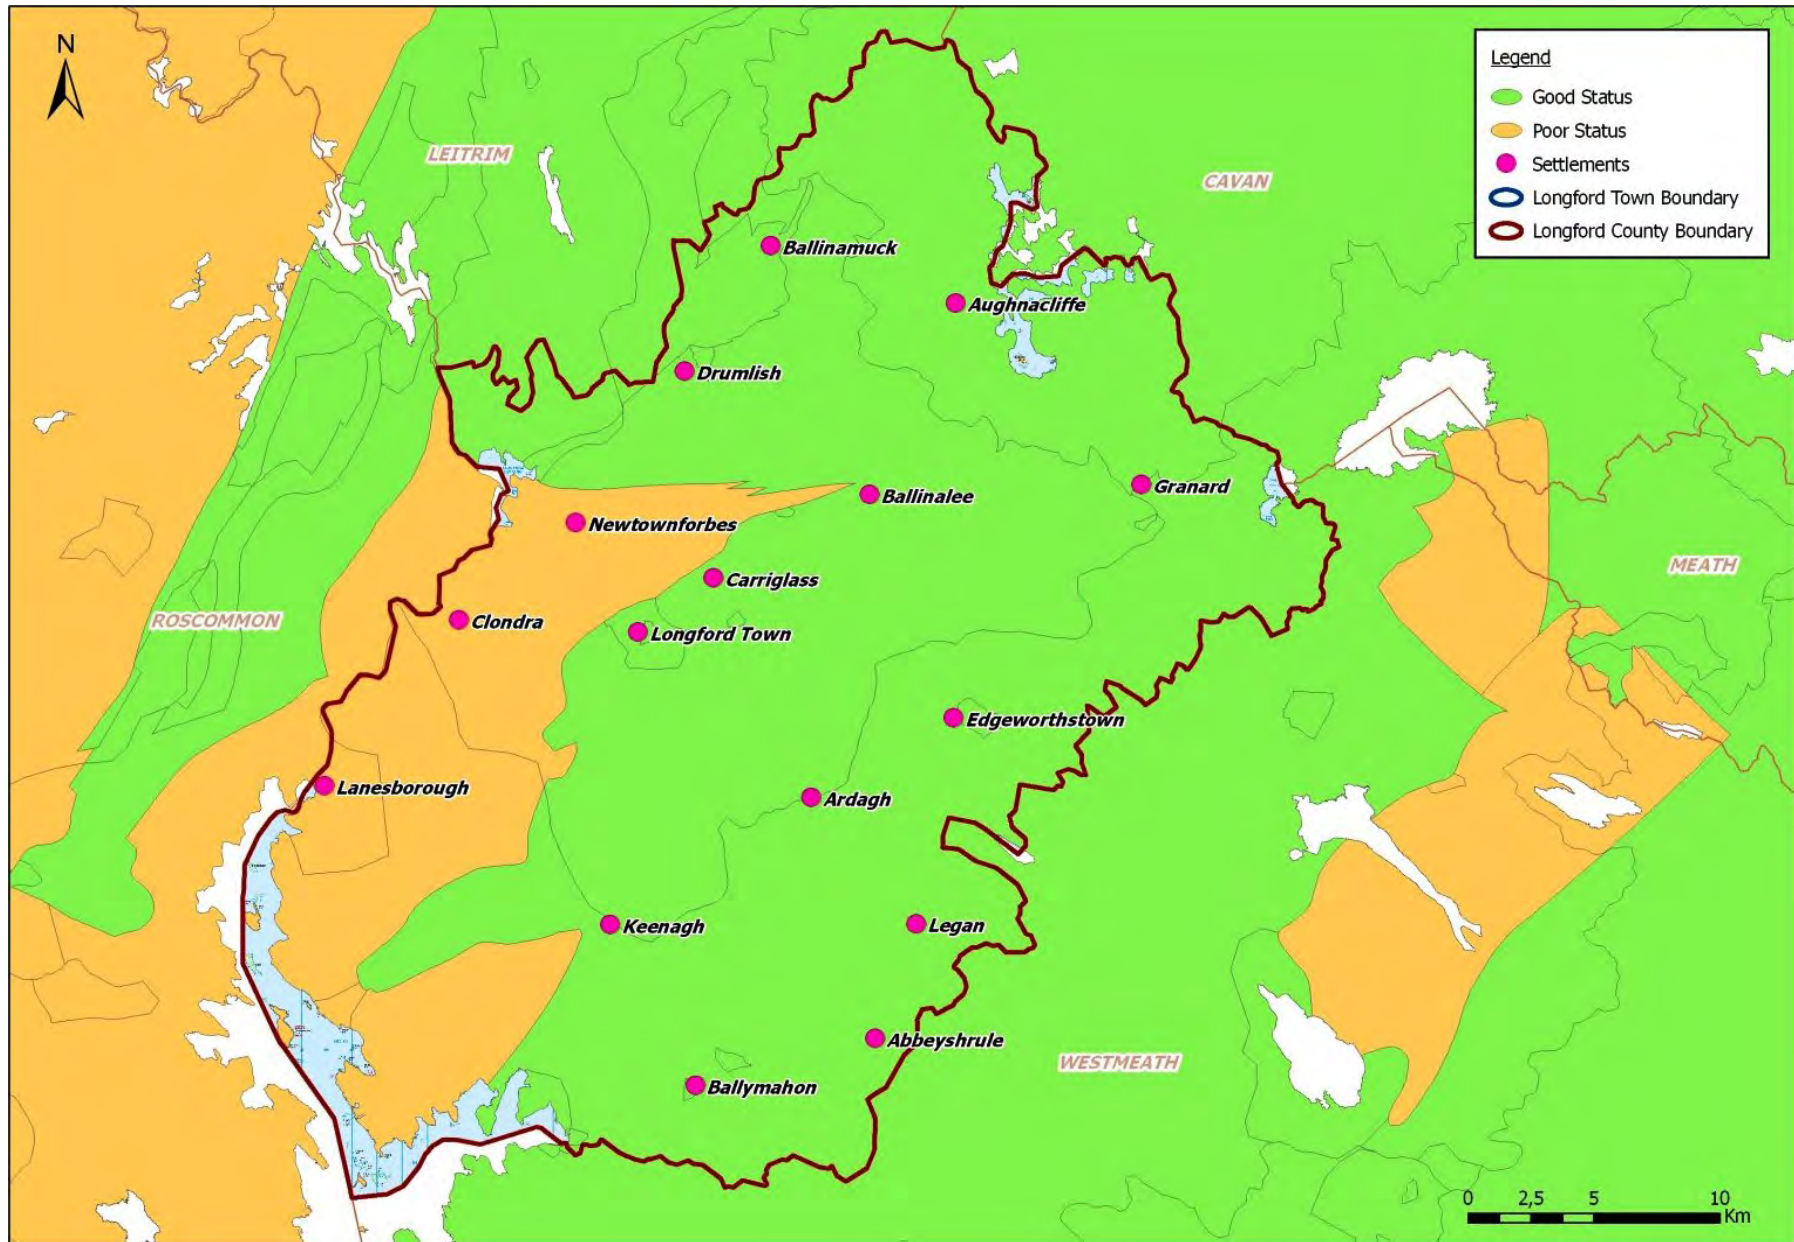 N
Legend
Good Status
Poor Status
Settlements
Longford Town Boundary
Longford County Boundary
LEITRIM
CAVAN
Ballinamuck
Aughnacliffe
Drumlish
Ballinalee
Granard
Newtownforbes
MEATH
Carriglass
ROSCOMMON
Clondra
Longford Town
Edgeworthstown
Lanesborough
Ardagh
Keenagh
Legan
Abbeyshrule
WESTMEATH
Ballymahon
0 2,5 5 10
Km